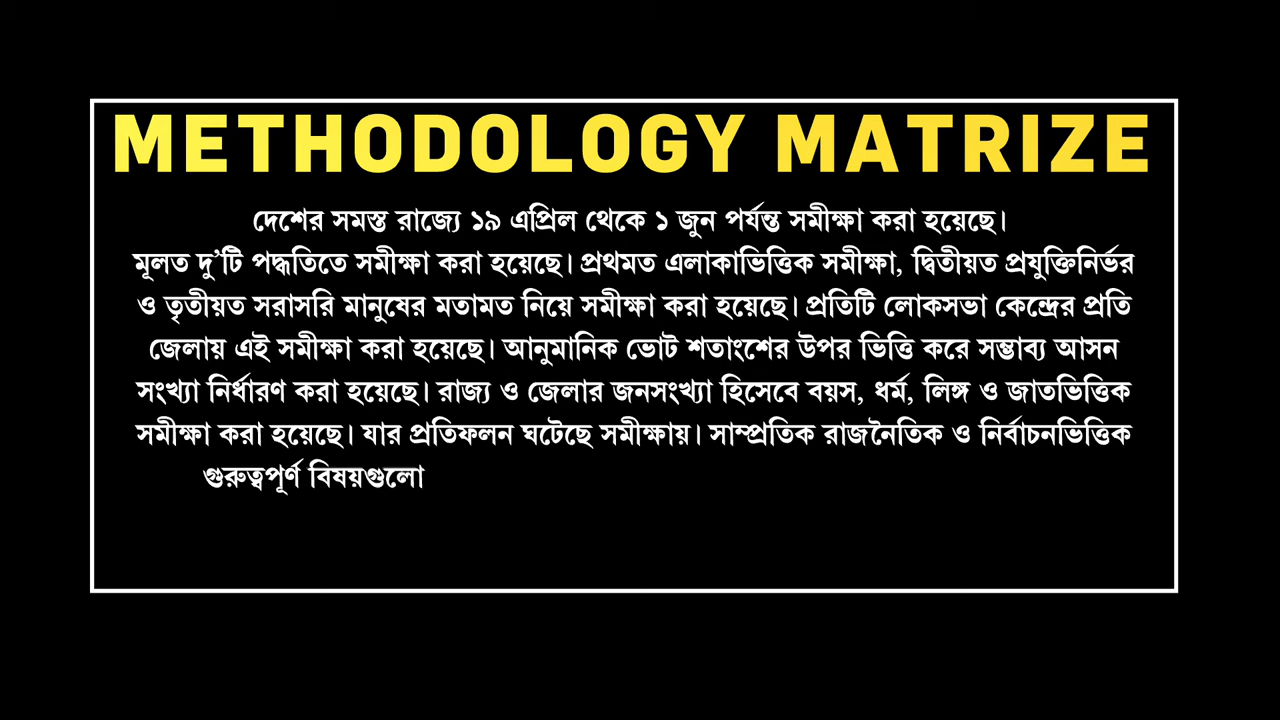 METHODOLOGY MATRIZE
দেশের সমস্ত রাজ্যে ১৯ এপ্রিল থেকে ১ জুন পর্যন্ত সমীক্ষা করা হয়েছে।
মূলত দু'টি পদ্ধতিতে সমীক্ষা করা হয়েছে। প্রথমত এলাকাভিত্তিক সমীক্ষা, দ্বিতীয়ত প্রযুক্তিনির্ভর
ও তৃতীয়ত সরাসরি মানুষের মতামত নিয়ে সমীক্ষা করা হয়েছে। প্রতিটি লোকসভা কেন্দ্রের প্রতি
জেলায় এই সমীক্ষা করা হয়েছে। আনুমানিক ভোট শতাংশের উপর ভিত্তি করে সম্ভাব্য আসন
সংখ্যা নির্ধারণ করা হয়েছে। রাজ্য ও জেলার জনসংখ্যা হিসেবে বয়স, ধর্ম, লিঙ্গ ও জাতভিত্তিক
সমীক্ষা করা হয়েছে। যার প্রতিফলন ঘটেছে সমীক্ষায়। সাম্প্রতিক রাজনৈতিক ও নির্বাচনভিত্তিক
গুরুত্বপূর্ণ বিষয়গুলো